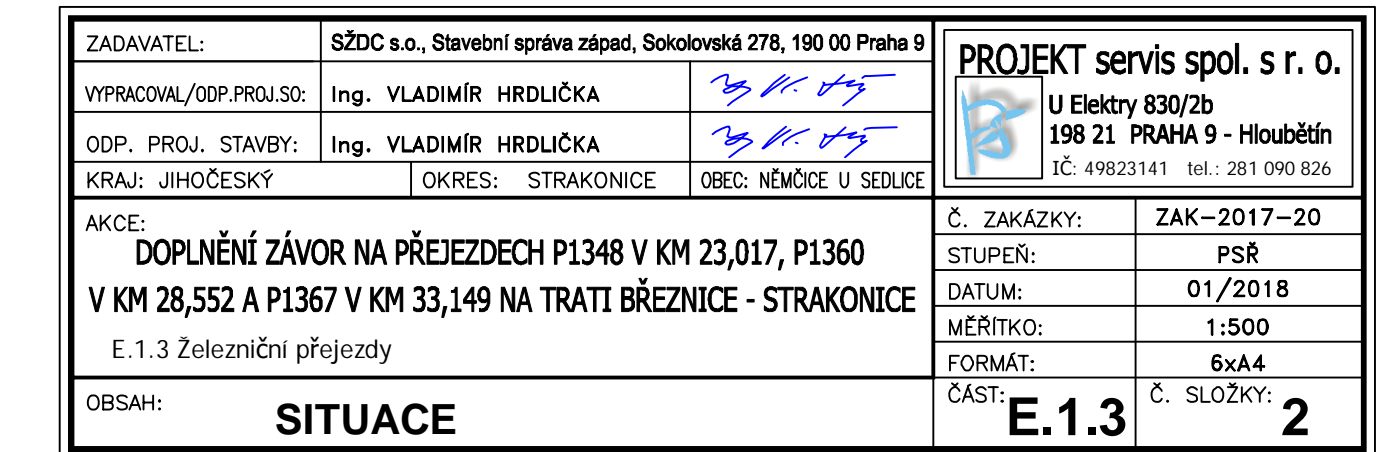 ZADAVATEL: SŽDC s.o., Stavební správa západ, Sokolovská 278, 190 00 Praha 9
VYPRACOVAL/ODP.PROJ.SO: Ing. VLADIMÍR HRDLIČKA
ODP. PROJ. STAVBY: Ing. VLADIMÍR HRDLIČKA
KRAJ: JIHOČESKÝ OKRES: STRAKONICE OBEC: NĚMČICE U SEDLICE
PROJEKT servis spol. s r. o.
U Elektry 830/2b
198 21 PRAHA 9 - Hloubětín
IČ: 49823141 tel.: 281 090 826
AKCE:
DOPLNĚNÍ ZÁVOR NA PŘEJEZDECH P1348 V KM 23,017, P1360
V KM 28,552 A P1367 V KM 33,149 NA TRATI BŘEZNICE - STRAKONICE
E.1.3 Železniční přejezdy
Č. ZAKÁZKY: ZAK-2017-20
STUPEŇ: PSŘ
DATUM: 01/2018
MĚŘÍTKO: 1:500
FORMÁT: 6xA4
OBSAH: SITUACE
ČÁST: E.1.3
Č. SLOŽKY: 2